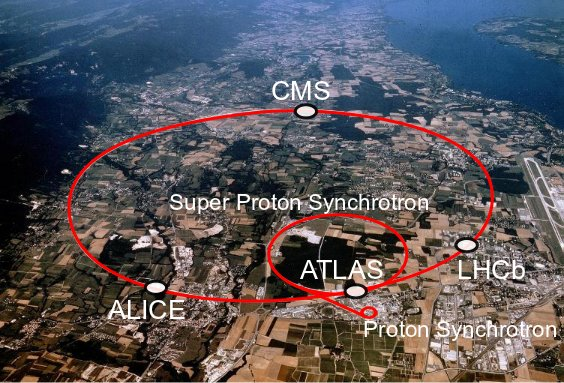 CMS
Super Proton Synchrotron
ATLAS
LHCb
ALICE
Proton Synchrotron